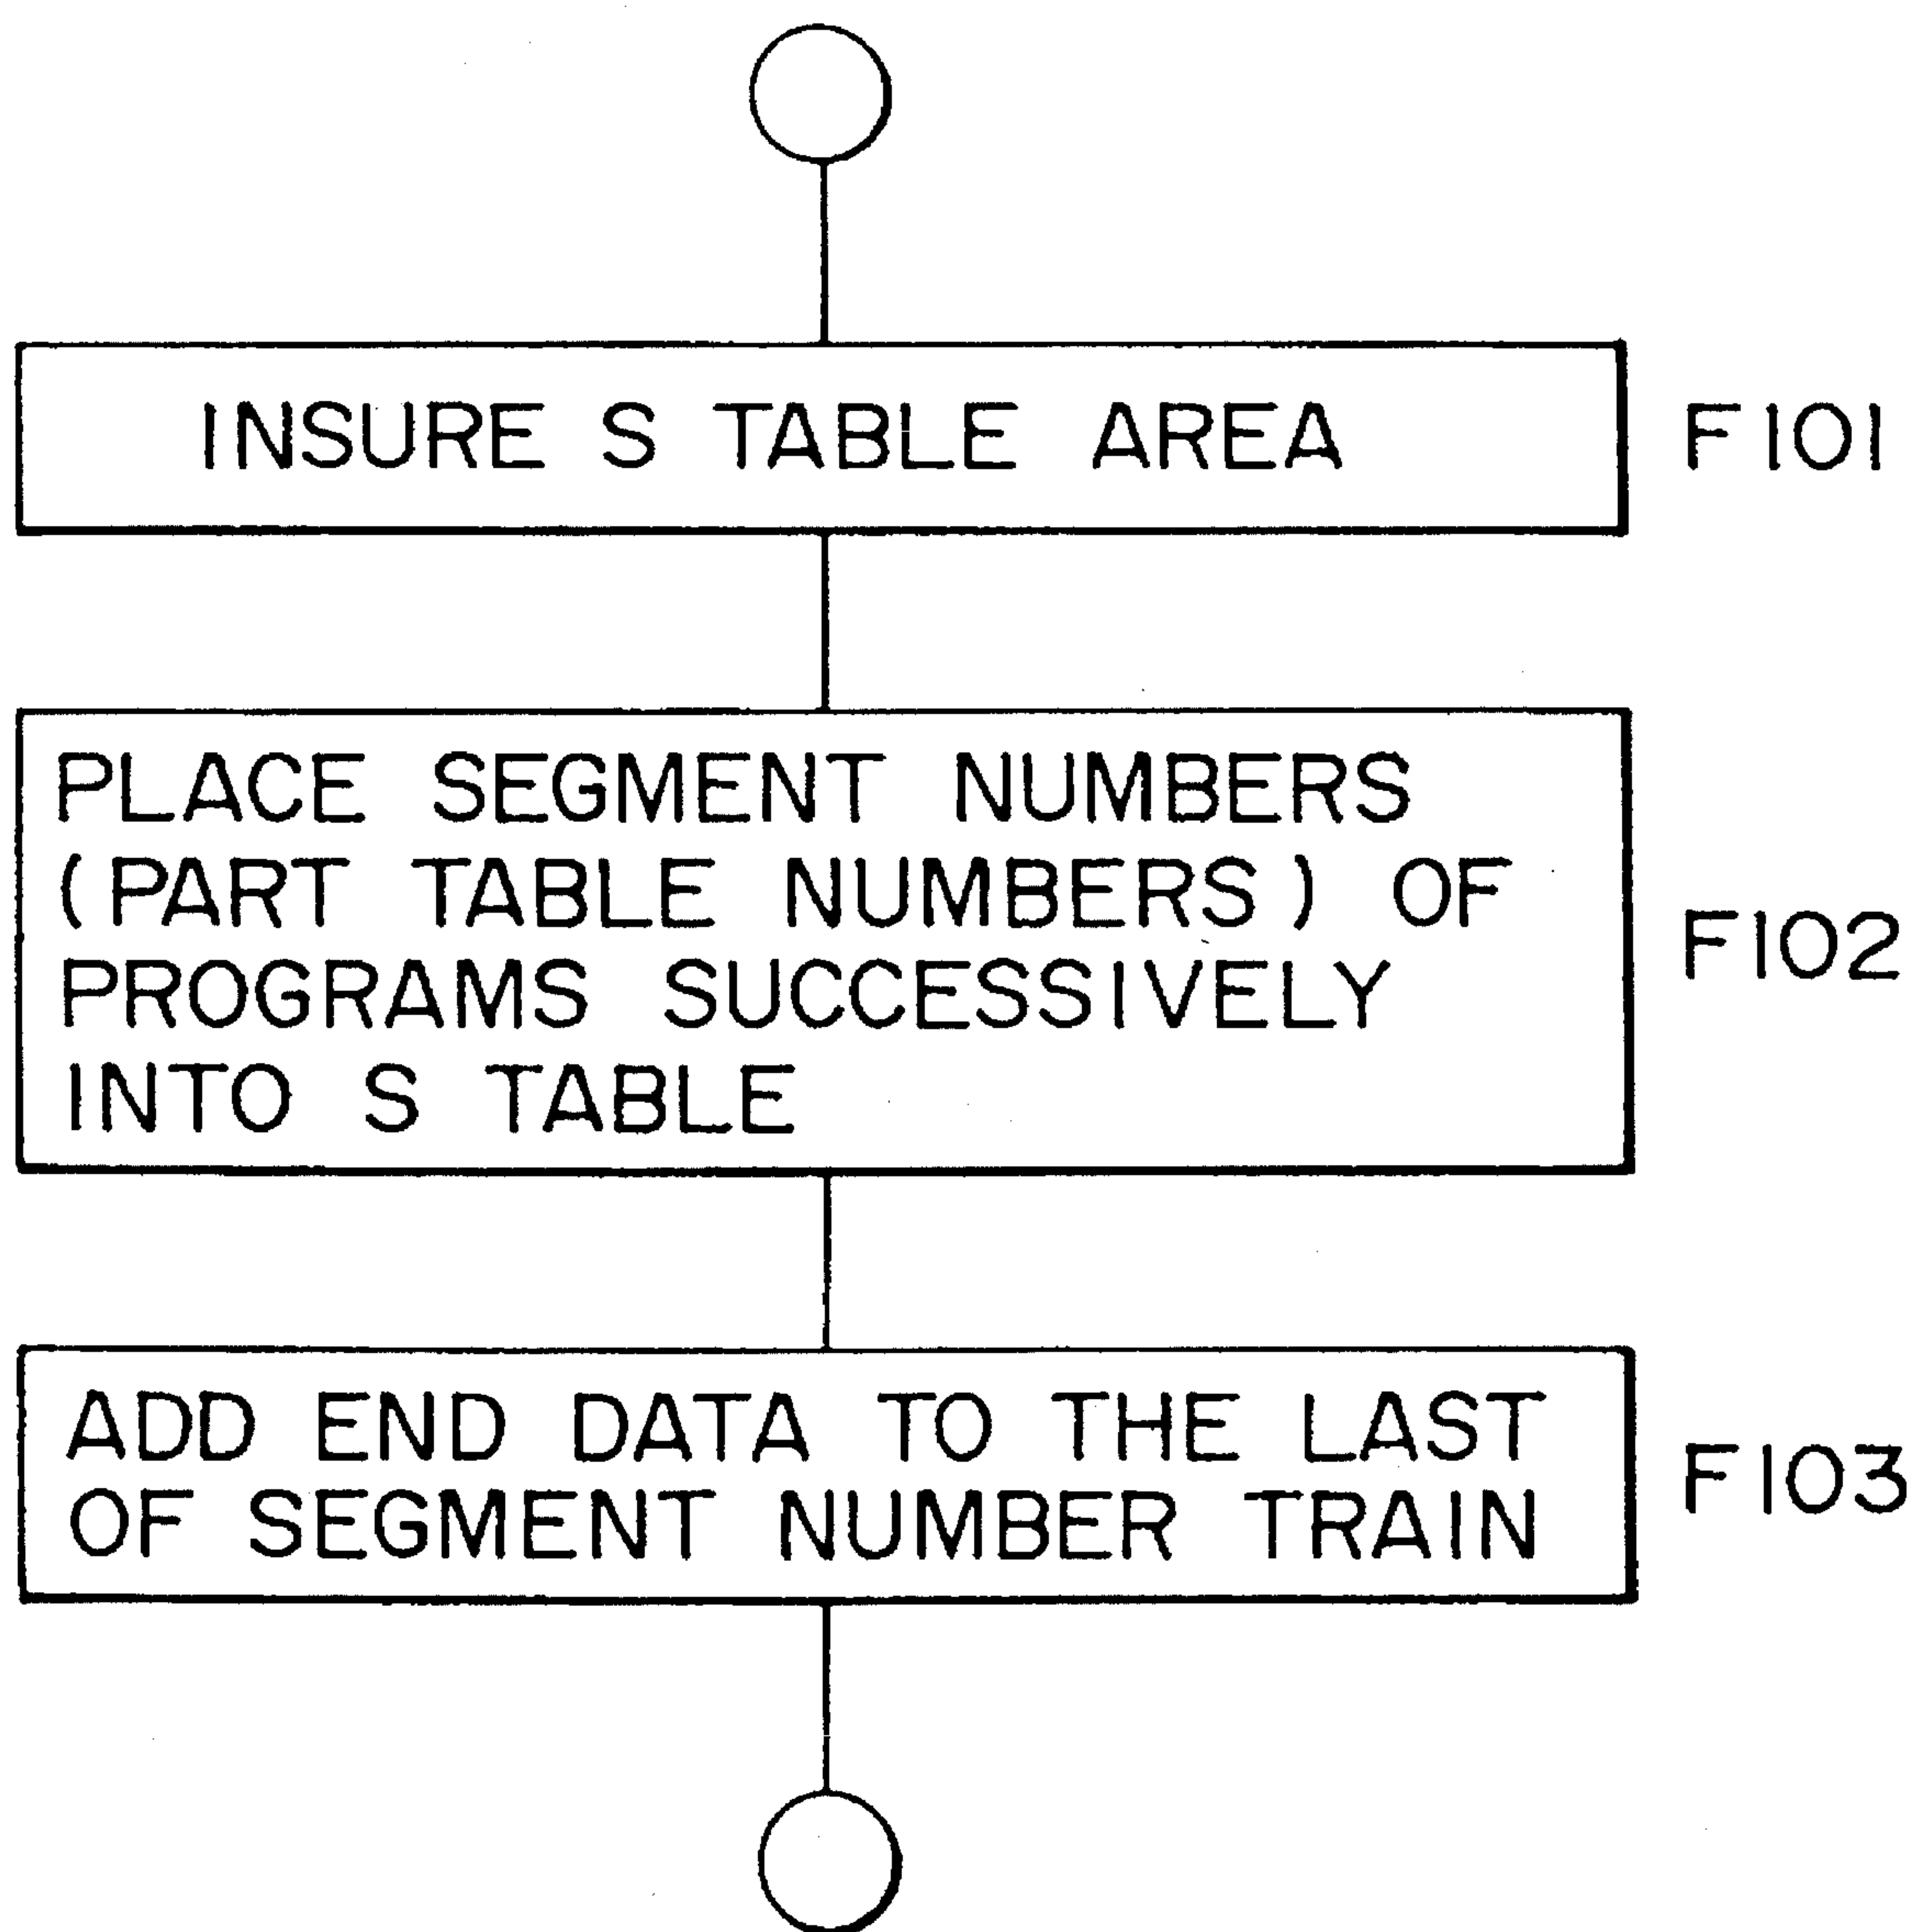 INSURE S TABLE AREA
F101
PLACE SEGMENT NUMBERS
(PART TABLE NUMBERS) OF
PROGRAMS SUCCESSIVELY
INTO S TABLE
F102
ADD END DATA TO THE LAST
OF SEGMENT NUMBER TRAIN
F103